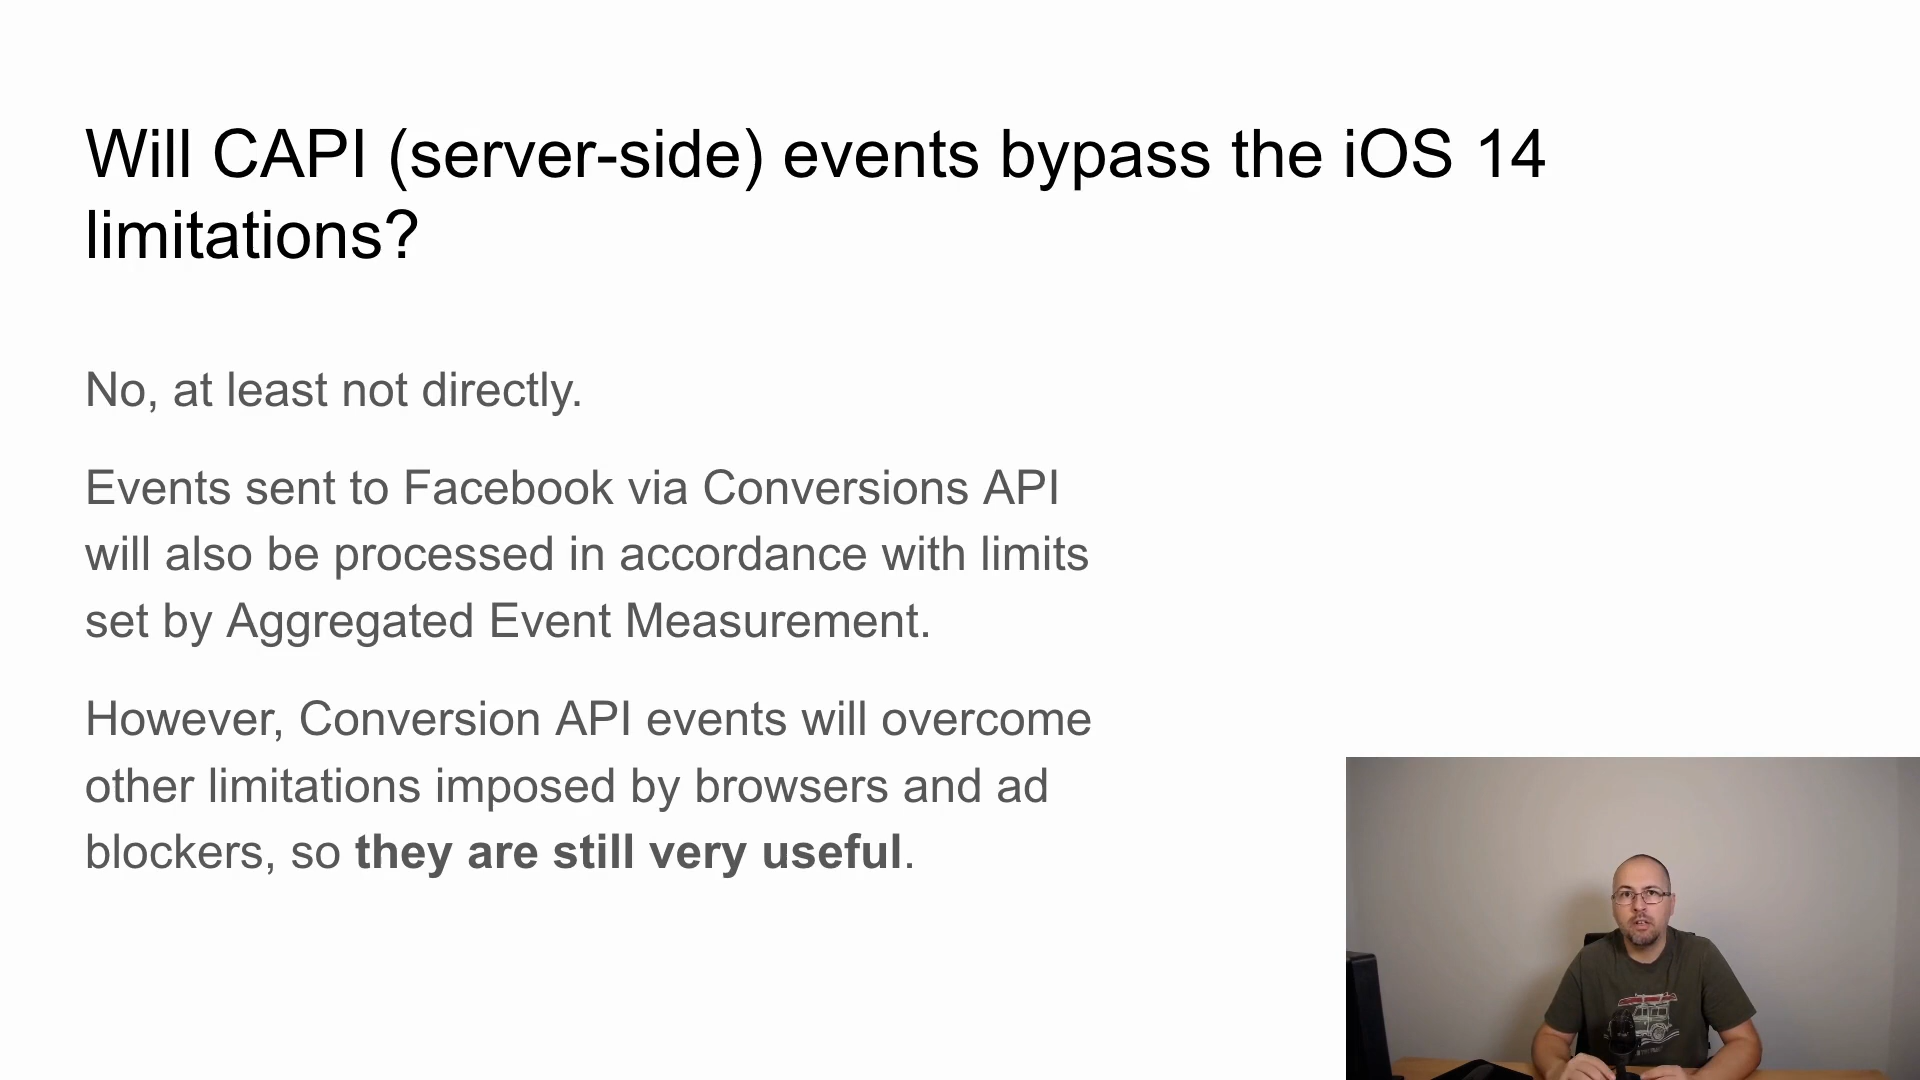 Will CAPI (server-side) events bypass the iOS 14
limitations?
No, at least not directly.
Events sent to Facebook via Conversions API
will also be processed in accordance with limits
set by Aggregated Event Measurement.
However, Conversion API events will overcome
other limitations imposed by browsers and ad
blockers, so they are still very useful.